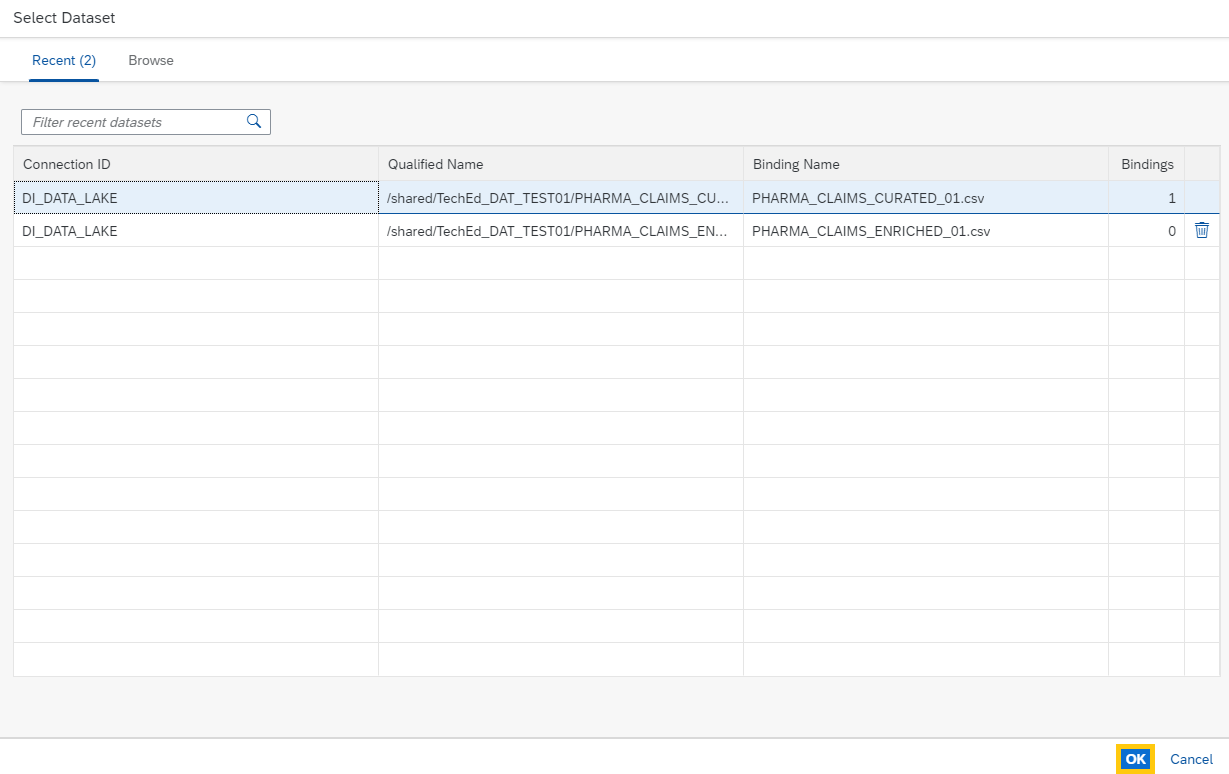 Select Dataset
Recent (2) Browse
Filter recent datasets
Connection ID Qualified Name Binding Name Bindings
DI_DATA_LAKE /shared/TechEd_DAT_TEST01/PHARMA_CLAIMS_CU... PHARMA_CLAIMS_CURATED_01.csv 1
DI_DATA_LAKE /shared/TechEd_DAT_TEST01/PHARMA_CLAIMS_EN... PHARMA_CLAIMS_ENRICHED_01.csv 0
OK Cancel